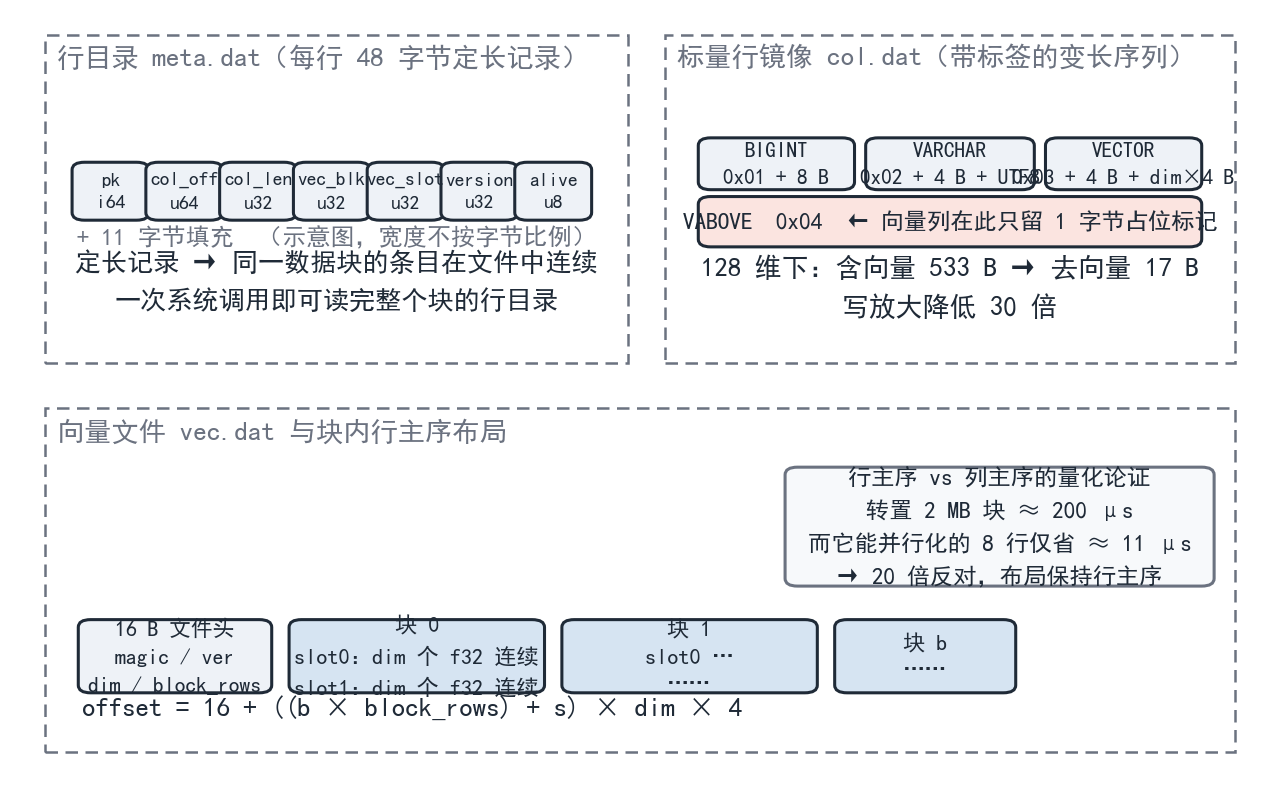 行目录 meta.dat（每行 48 字节定长记录）
pk
i64
col_off
u64
col_len
u32
vec_blk
u32
vec_slot
u32
version
u32
alive
u8
+ 11 字节填充 （示意图，宽度不按字节比例）
定长记录 → 同一数据块的条目在文件中连续
一次系统调用即可读完整个块的行目录
标量行镜像 col.dat（带标签的变长序列）
BIGINT
0x01 + 8 B
VARCHAR
0x02 + 4 B + UTF8
VECTOR
0x03 + 4 B + dim×4 B
VABOVE 0x04 ← 向量列在此只留 1 字节占位标记
128 维下：含向量 533 B → 去向量 17 B
写放大降低 30 倍
向量文件 vec.dat 与块内行主序布局
行主序 vs 列主序的量化论证
转置 2 MB 块 ≈ 200 μs
而它能并行化的 8 行仅省 ≈ 11 μs
→ 20 倍反对，布局保持行主序
16 B 文件头
magic / ver
dim / block_rows
块 0
slot0：dim 个 f32 连续
slot1：dim 个 f32 连续
块 1
slot0 …
……
块 b
……
offset = 16 + ((b × block_rows) + s) × dim × 4